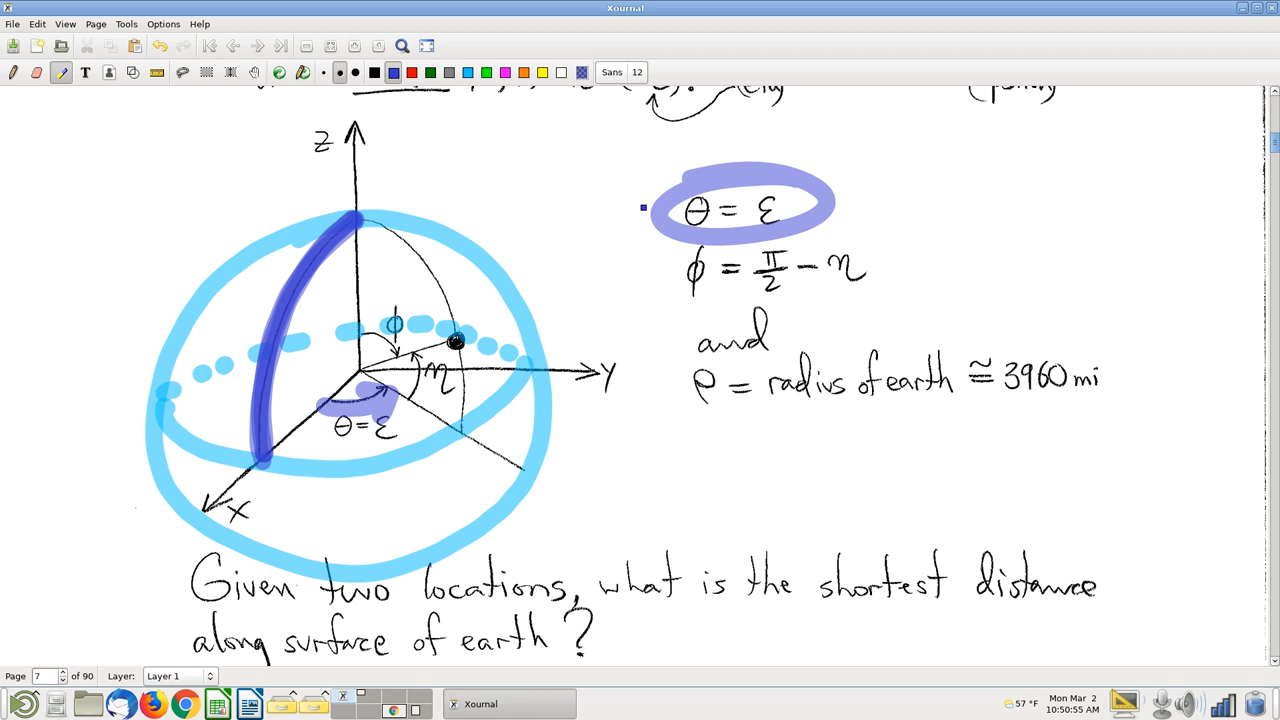 Xournal
File Edit View Page Tools Options Help
Sans 12
Z
θ = ε
ϕ = π/2 − η
ϕ
and
Y
η
ρ = radius of earth ≅ 3960 mi
θ = ε
X
Given two locations, what is the shortest distance
along surface of earth?
Page 7 of 90 Layer: Layer 1
Xournal
57 °F
Mon Mar 2
10:50:55 AM